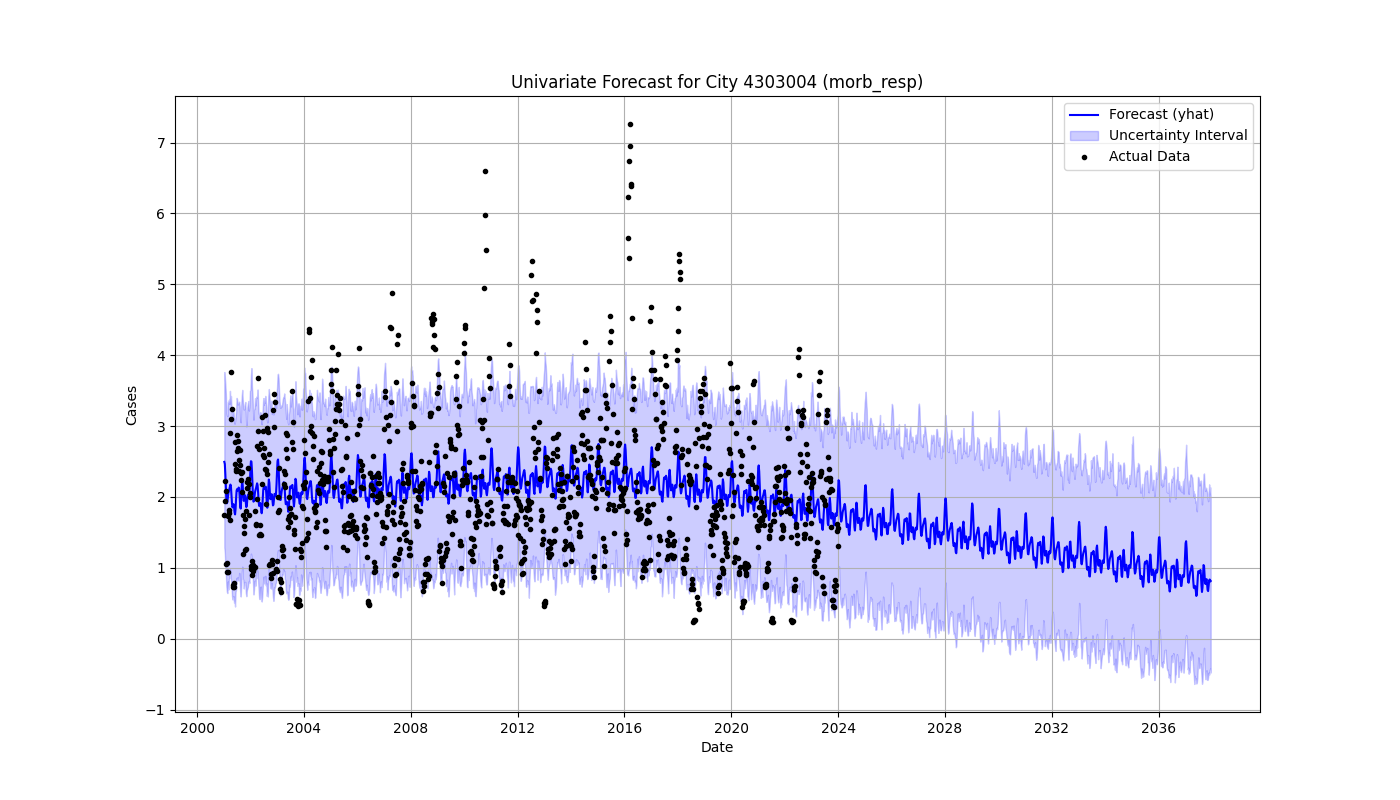 Univariate Forecast for City 4303004 (morb_resp)
Forecast (yhat)
Uncertainty Interval
Actual Data
Cases
7
6
5
4
3
2
1
0
−1
2000 2004 2008 2012 2016 2020 2024 2028 2032 2036
Date